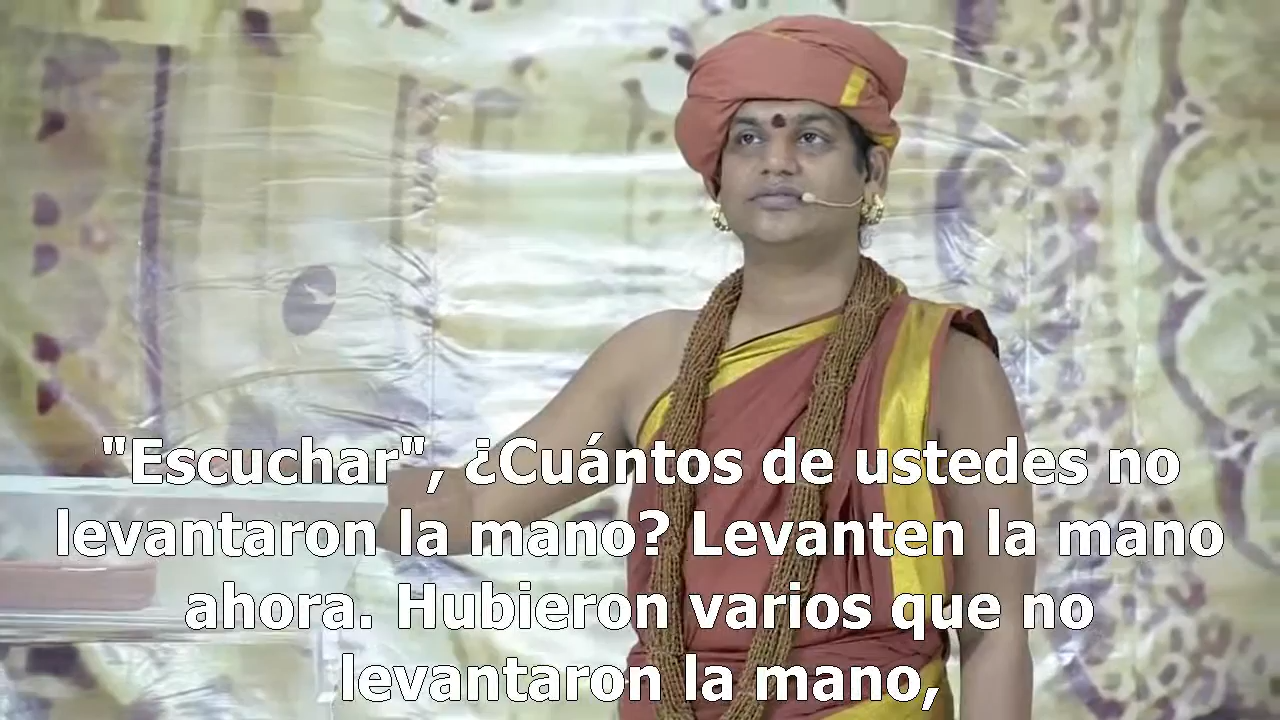 "Escuchar", ¿Cuántos de ustedes no
levantaron la mano? Levanten la mano
ahora. Hubieron varios que no
levantaron la mano,